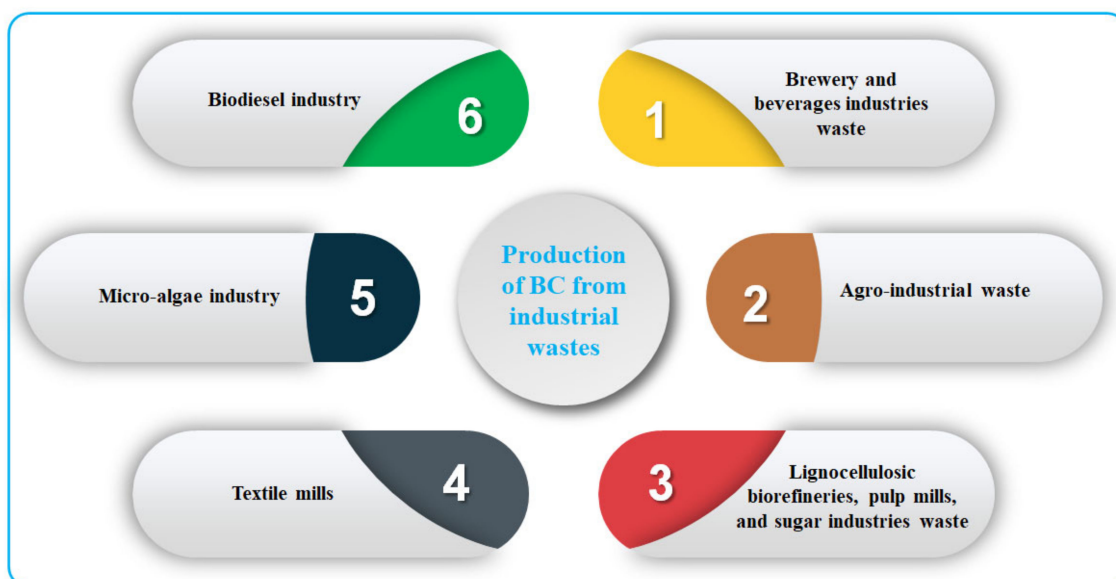 Production
of BC from
industrial
wastes
1
Brewery and
beverages industries
waste
2
Agro-industrial waste
3
Lignocellulosic
biorefineries, pulp mills,
and sugar industries waste
4
Textile mills
5
Micro-algae industry
6
Biodiesel industry